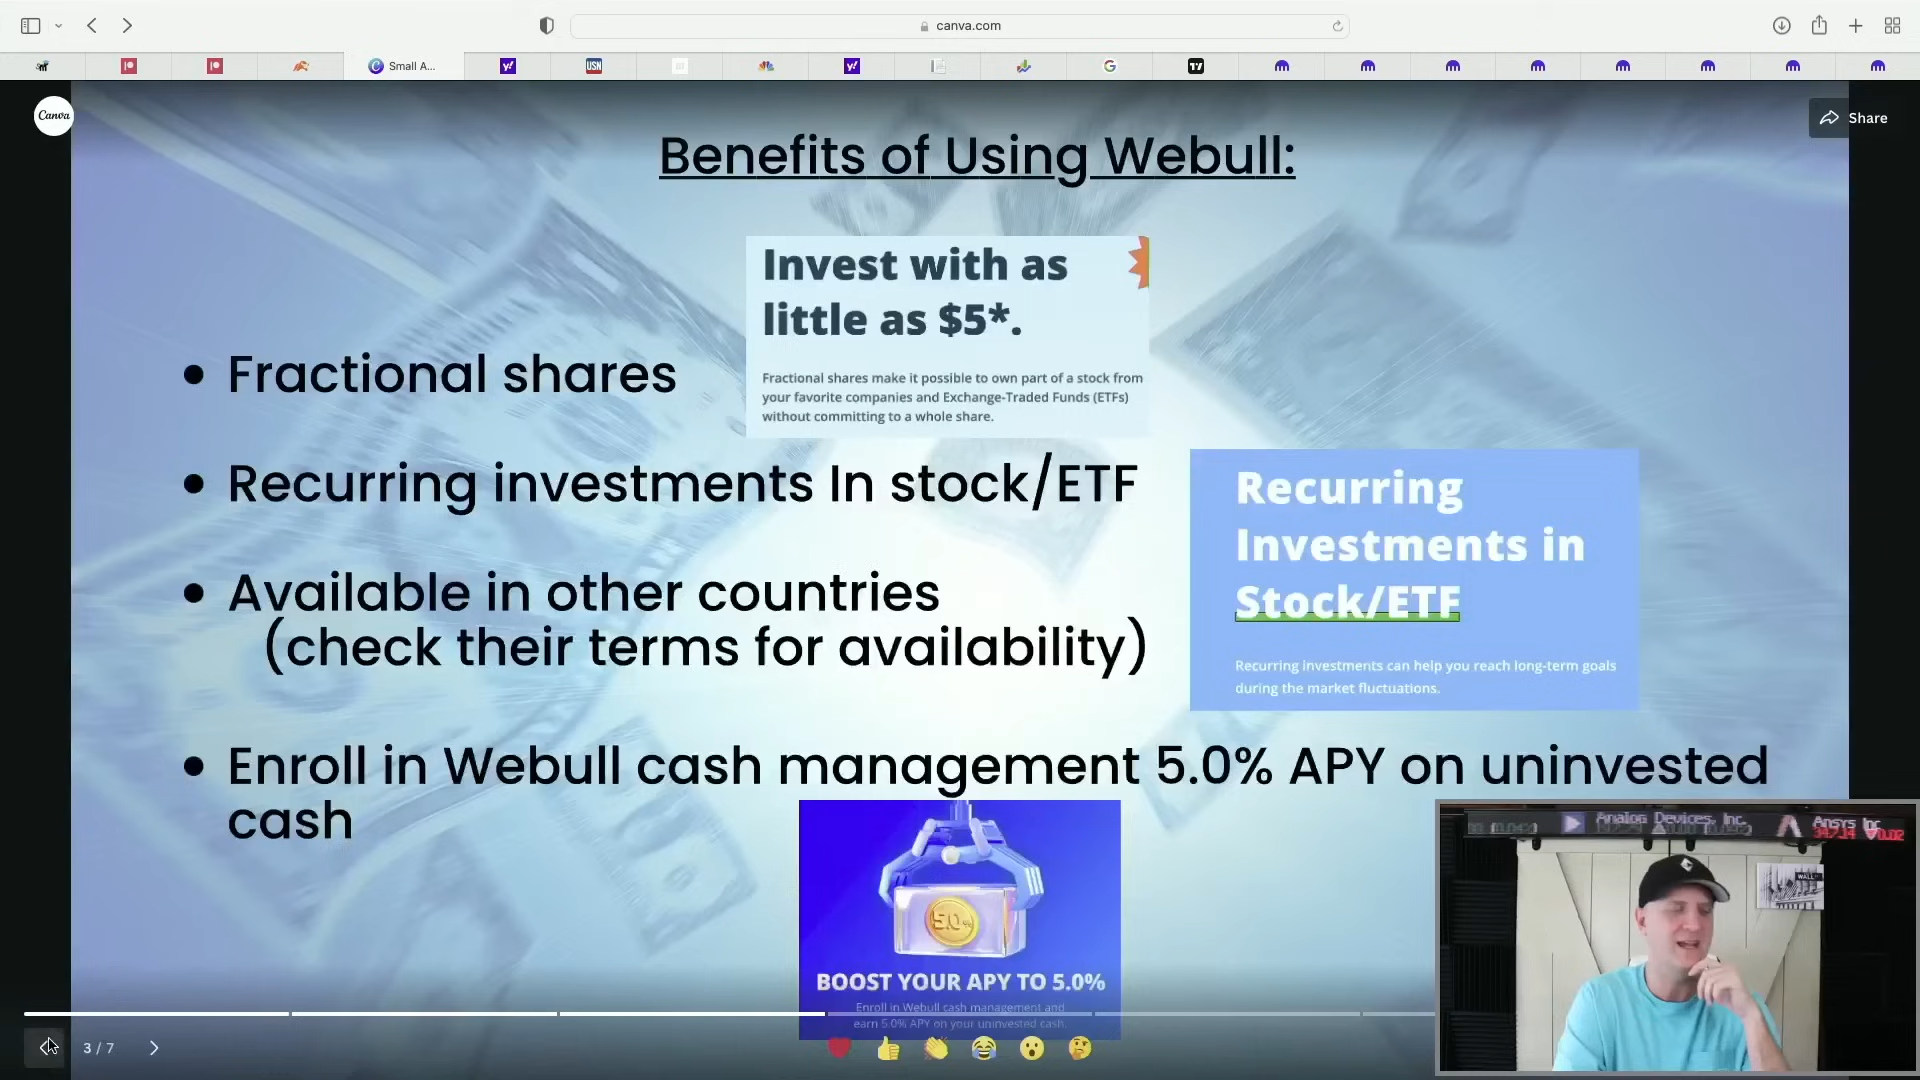 canva.com
Small A...
USN
Canva
Share
Benefits of Using Webull:
Invest with as
little as $5*.
Fractional shares make it possible to own part of a stock from
your favorite companies and Exchange-Traded Funds (ETFs)
without committing to a whole share.
Fractional shares
Recurring investments In stock/ETF
Recurring
Investments in
Stock/ETF
Recurring investments can help you reach long-term goals
during the market fluctuations.
Available in other countries
(check their terms for availability)
Enroll in Webull cash management 5.0% APY on uninvested
cash
5.0%
BOOST YOUR APY TO 5.0%
Enroll in Webull cash management and
earn 5.0% APY on your uninvested cash.
Analog Devices, Inc.
Ansys Inc
WALL
3 / 7